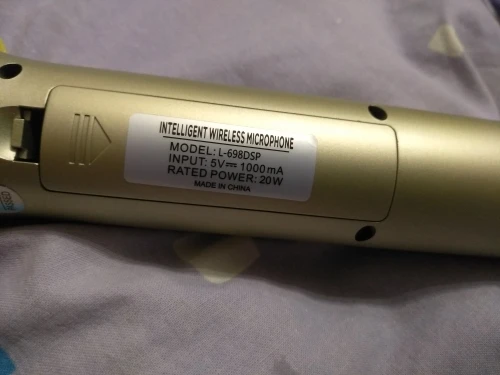 INTELLIGENT WIRELESS MICROPHONE
MODEL: L-698DSP
INPUT: 5V⎓ 1000mA
RATED POWER: 20W
MADE IN CHINA